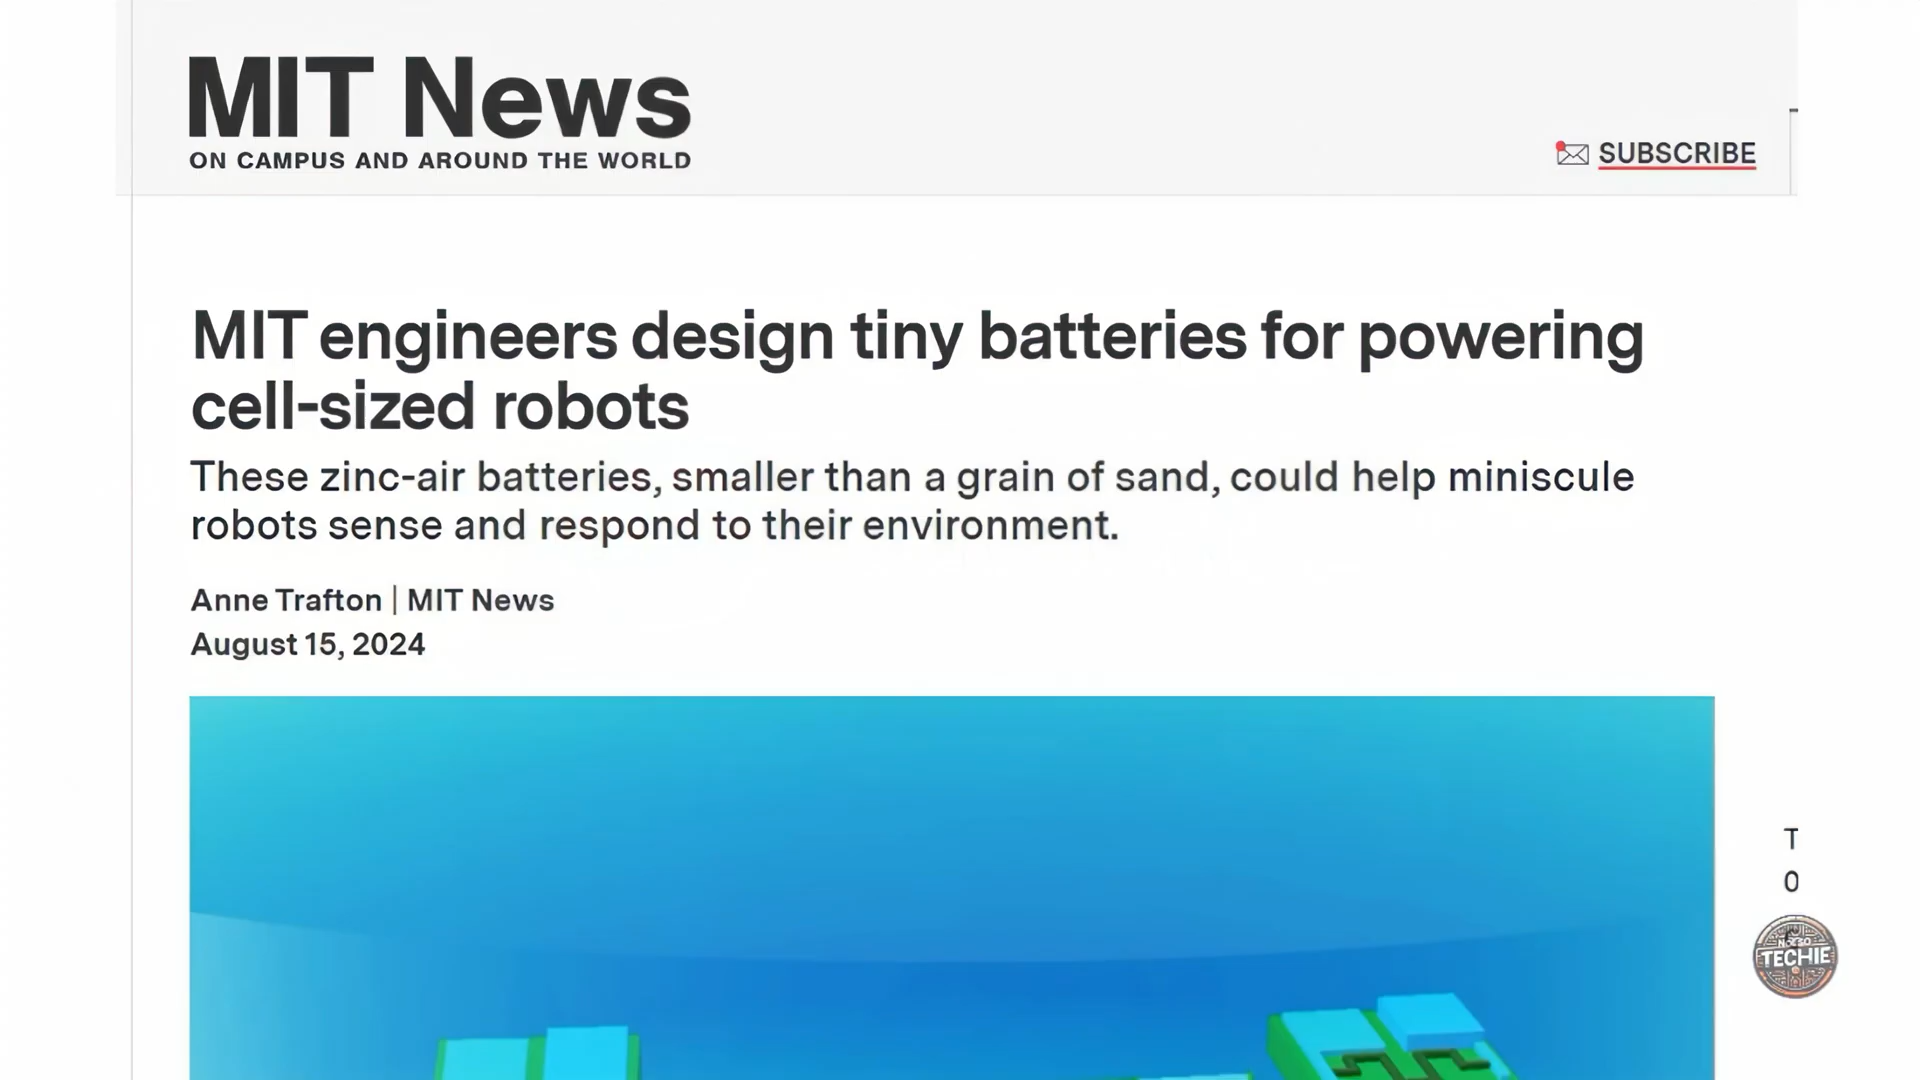 MIT News
ON CAMPUS AND AROUND THE WORLD
SUBSCRIBE
MIT engineers design tiny batteries for powering
cell-sized robots
These zinc-air batteries, smaller than a grain of sand, could help miniscule
robots sense and respond to their environment.
Anne Trafton | MIT News
August 15, 2024
T
0
TECHIE